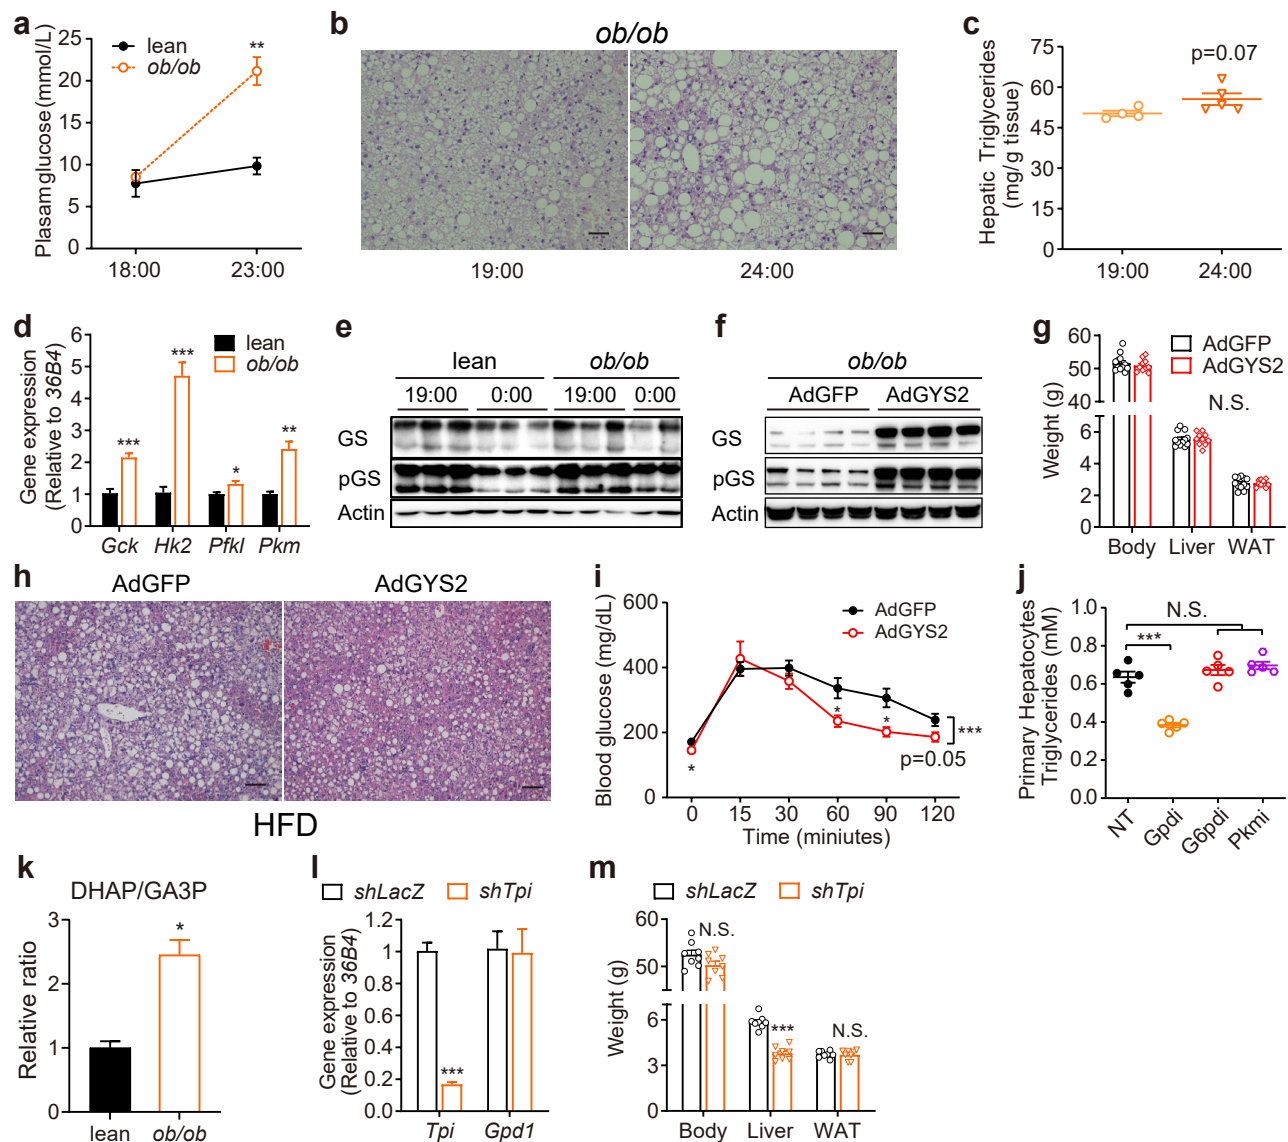 a
Plasamglucose(mmol/L)
25
20
15
10
5
0
lean
ob/ob
**
18:00
23:00
b
ob/ob
19:00
24:00
c
Hepatic Triglycerides
(mg/g tissue)
75
60
45
30
15
0
p=0.07
19:00
24:00
d
Gene expression
(Relative to 36B4)
6
5
4
3
2
1
0
lean
ob/ob
***
***
*
**
Gck
Hk2
Pfkl
Pkm
e
lean
ob/ob
19:00
0:00
19:00
0:00
GS
pGS
Actin
f
ob/ob
AdGFP
AdGYS2
GS
pGS
Actin
g
Weight (g)
60
50
40
6
4
2
0
AdGFP
AdGYS2
N.S.
Body
Liver
WAT
h
AdGFP
AdGYS2
HFD
i
Blood glucose (mg/dL)
600
400
200
0
AdGFP
AdGYS2
*
*
*
***
p=0.05
0
15
30
60
90
120
Time (miniutes)
j
Primary Hepatocytes
Triglycerides (mM)
1.0
0.8
0.6
0.4
0.2
0.0
N.S.
***
NT
Gpdi
G6pdi
Pkmi
k
DHAP/GA3P
Relative ratio
3
2
1
0
*
lean
ob/ob
l
shLacZ
shTpi
Gene expression
(Relative to 36B4)
1.2
1
0.8
0.6
0.4
0.2
0.0
***
Tpi
Gpd1
m
shLacZ
shTpi
Weight (g)
60
50
6
3
0
N.S.
***
N.S.
Body
Liver
WAT